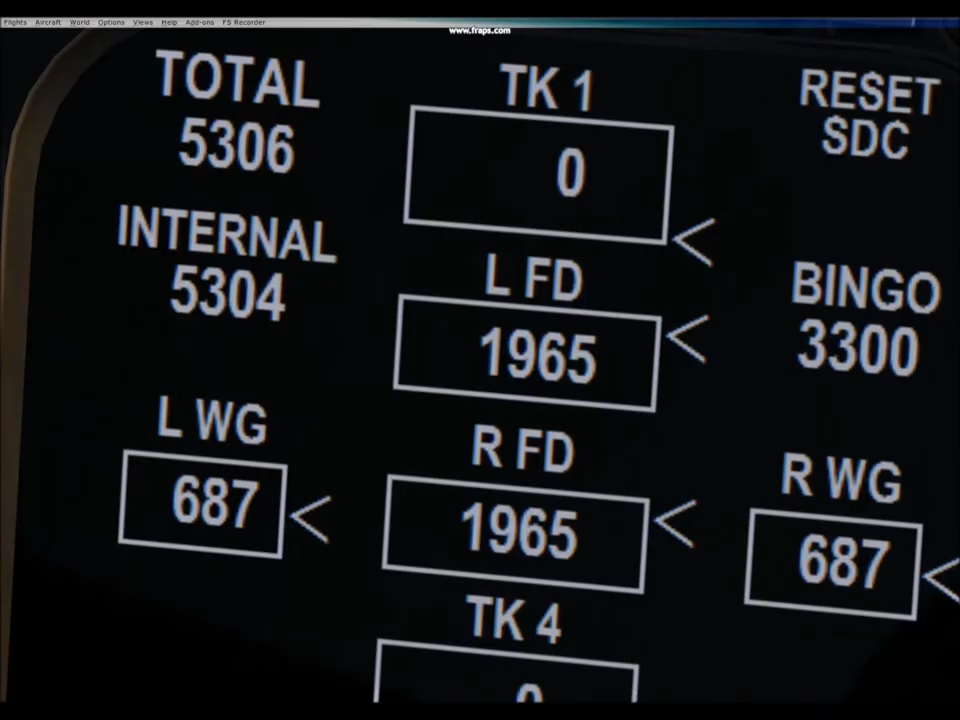 Flights Aircraft World Options Views Help Add-ons FS Recorder
www.fraps.com
TOTAL
5306
TK 1
0
RESET
SDC
INTERNAL
5304
L FD
1965
BINGO
3300
L WG
687
R FD
1965
R WG
687
TK 4
0